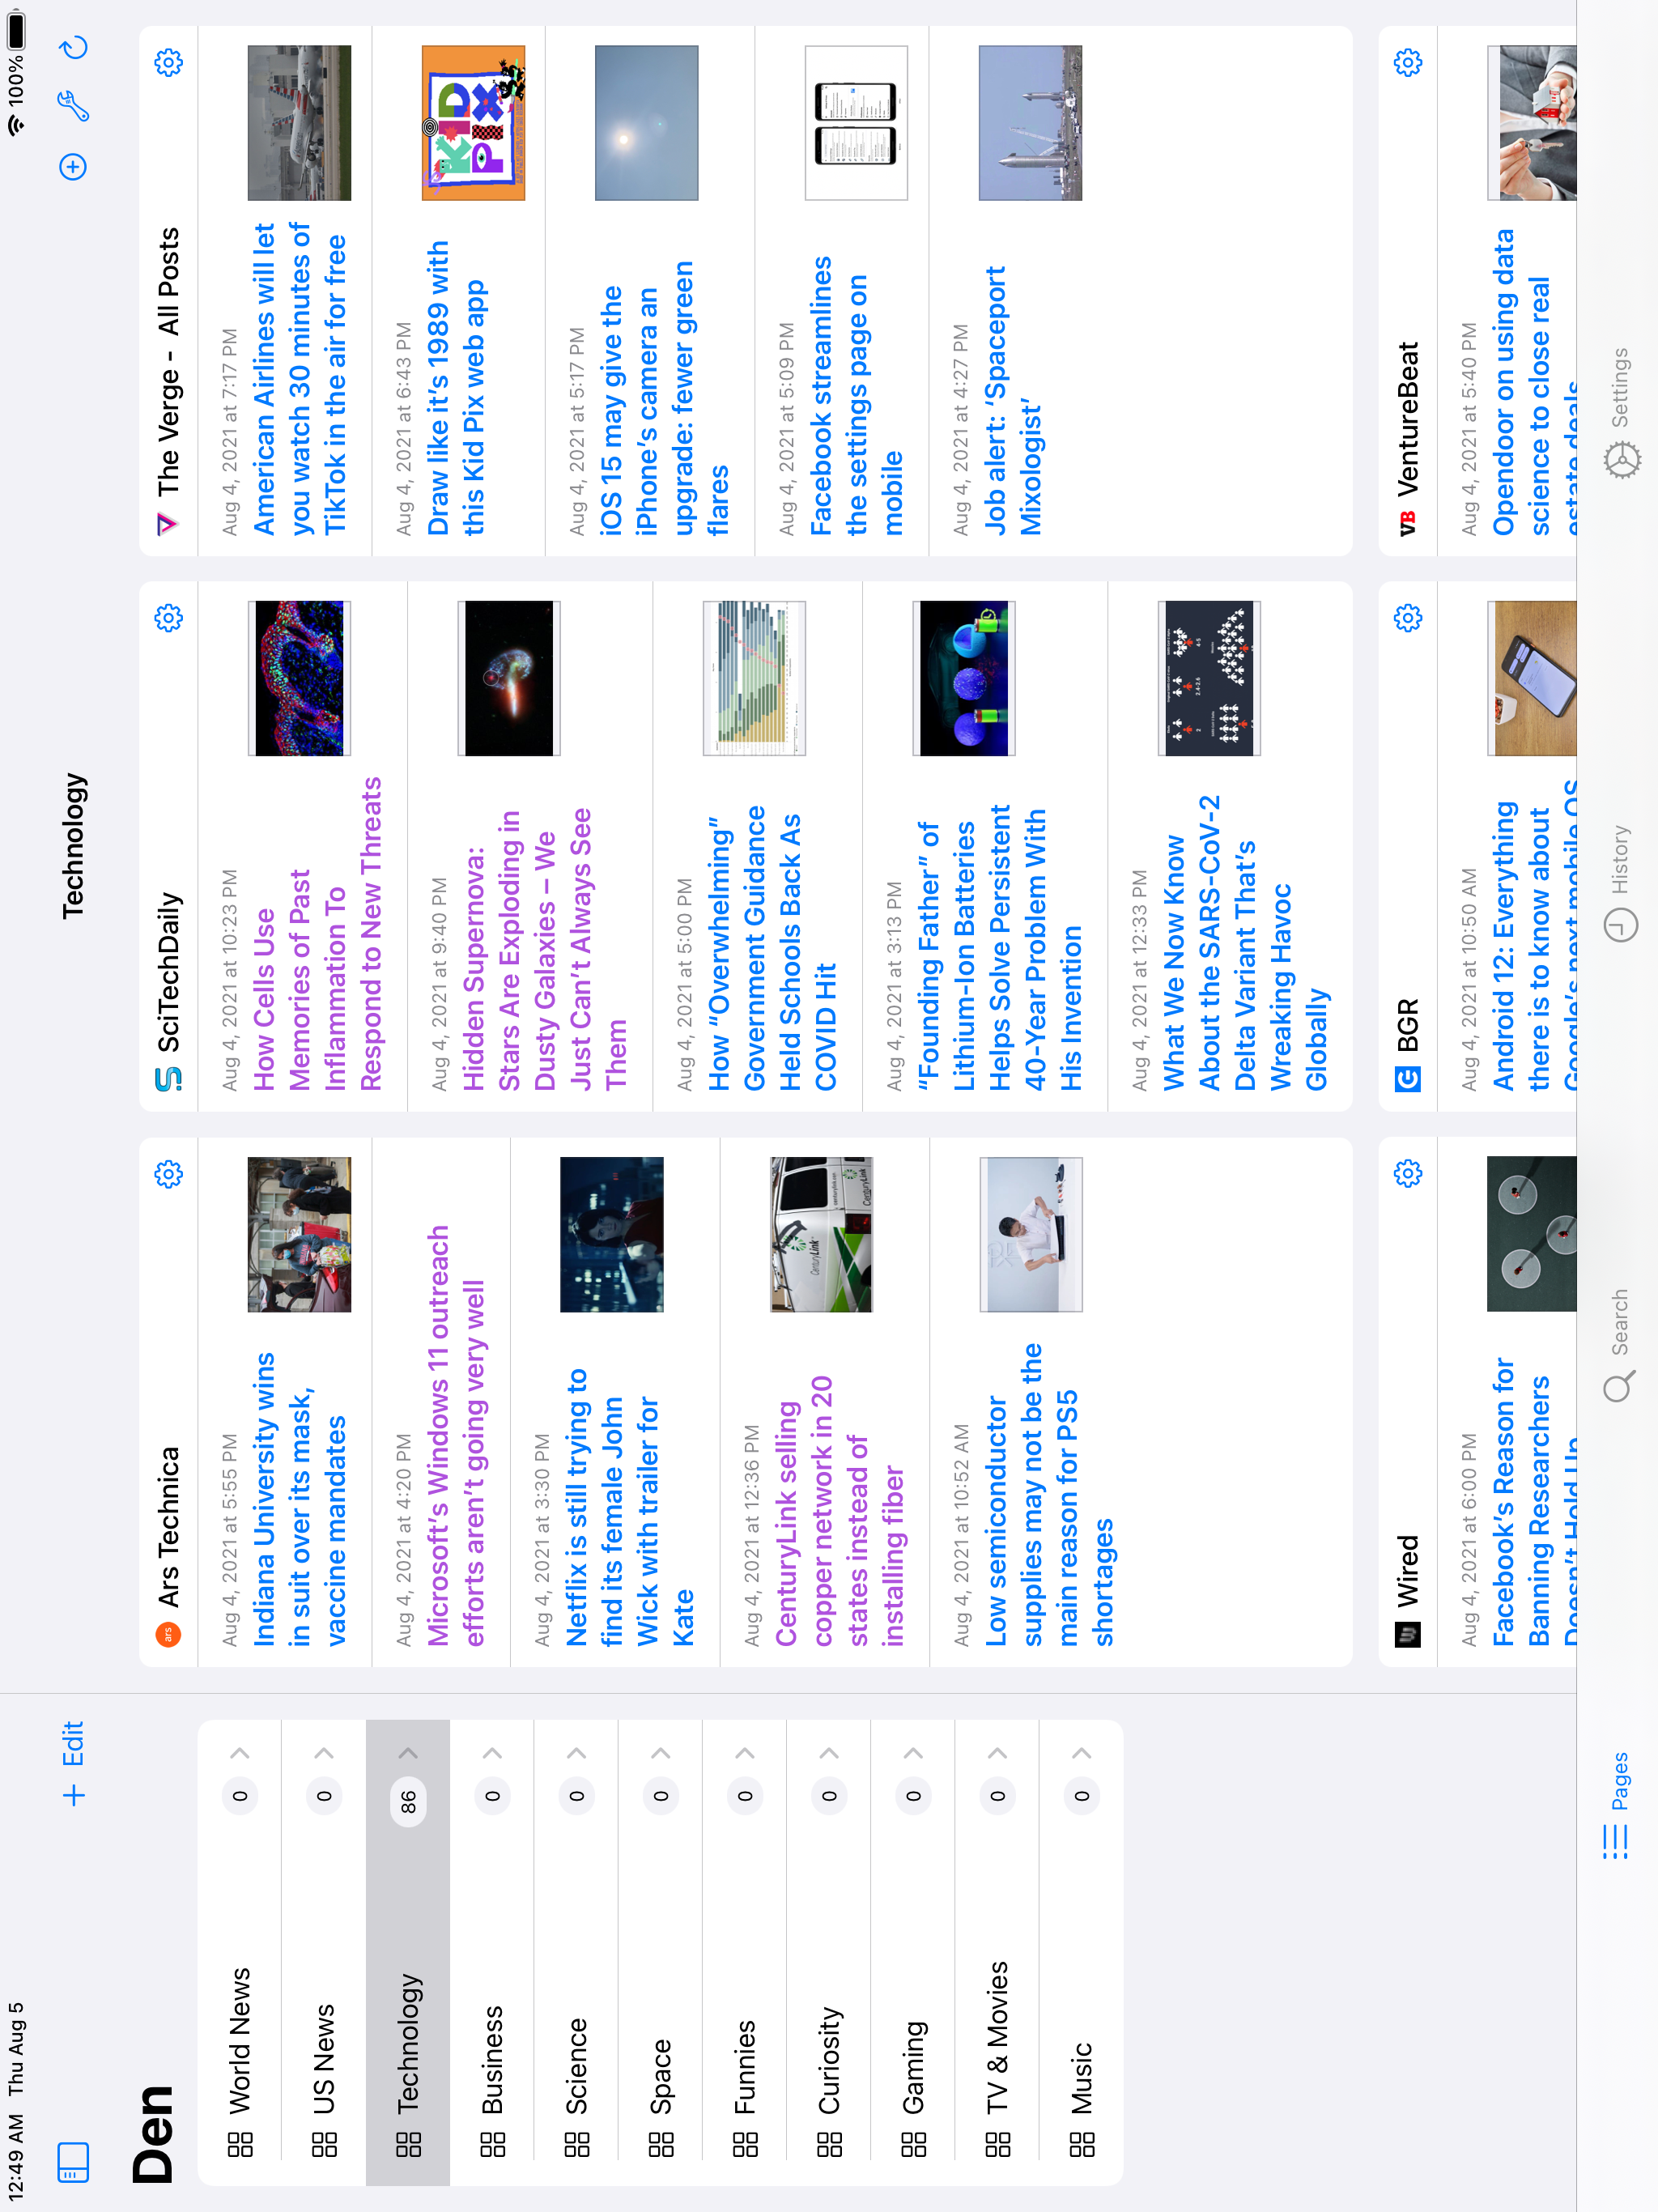 12:49 AM Thu Aug 5
100%
Edit
Technology
Den
World News 0
US News 0
Technology 86
Business 0
Science 0
Space 0
Funnies 0
Curiosity 0
Gaming 0
TV & Movies 0
Music 0
ars
Ars Technica
Aug 4, 2021 at 5:55 PM
Indiana University wins
in suit over its mask,
vaccine mandates
Aug 4, 2021 at 4:20 PM
Microsoft’s Windows 11 outreach
efforts aren’t going very well
Aug 4, 2021 at 3:30 PM
Netflix is still trying to
find its female John
Wick with trailer for
Kate
Aug 4, 2021 at 12:36 PM
CenturyLink selling
copper network in 20
states instead of
installing fiber
CenturyLink
CenturyLink
Aug 4, 2021 at 10:52 AM
Low semiconductor
supplies may not be the
main reason for PS5
shortages
SciTechDaily
Aug 4, 2021 at 10:23 PM
How Cells Use
Memories of Past
Inflammation To
Respond to New Threats
Aug 4, 2021 at 9:40 PM
Hidden Supernova:
Stars Are Exploding in
Dusty Galaxies – We
Just Can’t Always See
Them
Aug 4, 2021 at 5:00 PM
How “Overwhelming”
Government Guidance
Held Schools Back As
COVID Hit
Aug 4, 2021 at 3:13 PM
“Founding Father” of
Lithium-Ion Batteries
Helps Solve Persistent
40-Year Problem With
His Invention
Aug 4, 2021 at 12:33 PM
What We Now Know
About the SARS-CoV-2
Delta Variant That’s
Wreaking Havoc
Globally
The Verge - All Posts
Aug 4, 2021 at 7:17 PM
American Airlines will let
you watch 30 minutes of
TikTok in the air for free
Aug 4, 2021 at 6:43 PM
Draw like it’s 1989 with
this Kid Pix web app
KID
PIX
Aug 4, 2021 at 5:17 PM
iOS 15 may give the
iPhone’s camera an
upgrade: fewer green
flares
Aug 4, 2021 at 5:09 PM
Facebook streamlines
the settings page on
mobile
Aug 4, 2021 at 4:27 PM
Job alert: ‘Spaceport
Mixologist’
Wired
Aug 4, 2021 at 6:00 PM
Facebook’s Reason for
Banning Researchers
Doesn’t Hold Up
BGR
Aug 4, 2021 at 10:50 AM
Android 12: Everything
there is to know about
Google’s next mobile OS
VB
VentureBeat
Aug 4, 2021 at 5:40 PM
Opendoor on using data
science to close real
estate deals
Pages
Search
History
Settings